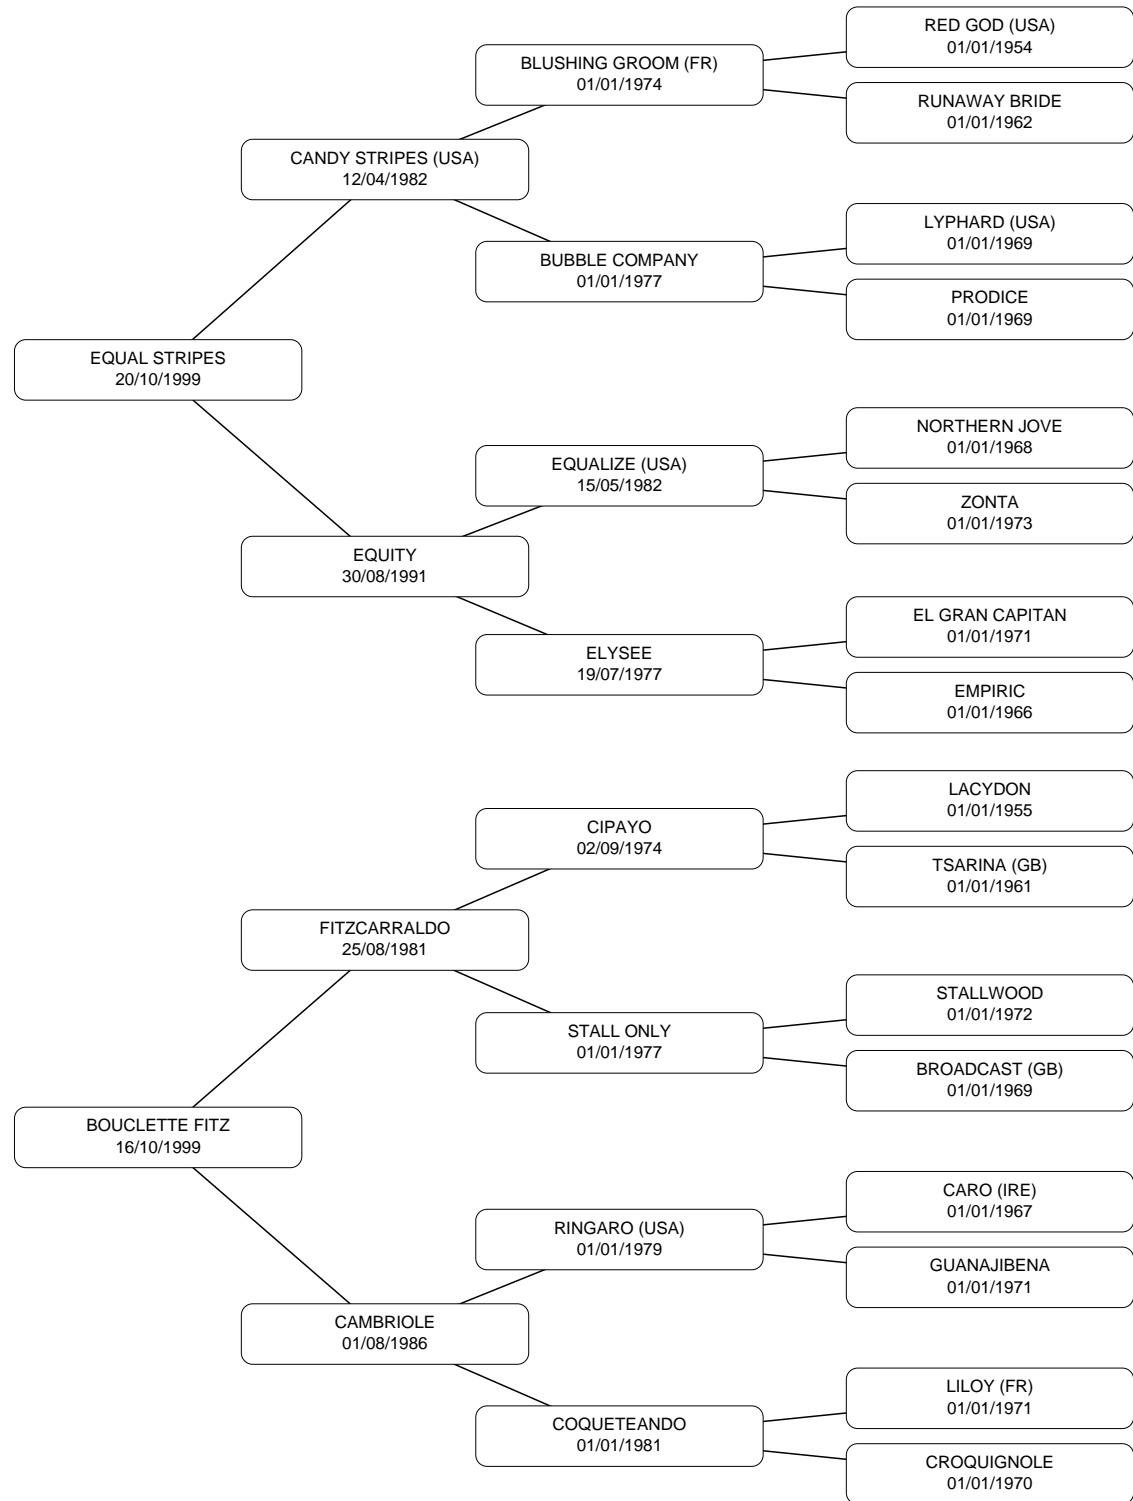 RED GOD (USA)
01/01/1954
BLUSHING GROOM (FR)
01/01/1974
RUNAWAY BRIDE
01/01/1962
CANDY STRIPES (USA)
12/04/1982
LYPHARD (USA)
01/01/1969
BUBBLE COMPANY
01/01/1977
PRODICE
01/01/1969
EQUAL STRIPES
20/10/1999
NORTHERN JOVE
01/01/1968
EQUALIZE (USA)
15/05/1982
ZONTA
01/01/1973
EQUITY
30/08/1991
EL GRAN CAPITAN
01/01/1971
ELYSEE
19/07/1977
EMPIRIC
01/01/1966
LACYDON
01/01/1955
CIPAYO
02/09/1974
TSARINA (GB)
01/01/1961
FITZCARRALDO
25/08/1981
STALLWOOD
01/01/1972
STALL ONLY
01/01/1977
BROADCAST (GB)
01/01/1969
BOUCLETTE FITZ
16/10/1999
CARO (IRE)
01/01/1967
RINGARO (USA)
01/01/1979
GUANAJIBENA
01/01/1971
CAMBRIOLE
01/08/1986
LILOY (FR)
01/01/1971
COQUETEANDO
01/01/1981
CROQUIGNOLE
01/01/1970